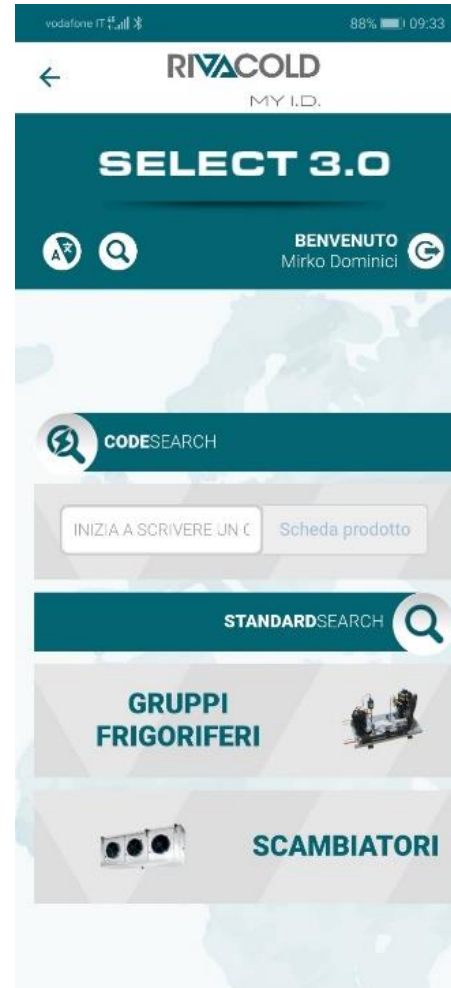 vodafone IT 88% 09:33
RIVACOLD
MY I.D.
SELECT 3.0
BENVENUTO
Mirko Dominici
CODESEARCH
INIZIA A SCRIVERE UN C Scheda prodotto
STANDARDSEARCH
GRUPPI
FRIGORIFERI
SCAMBIATORI